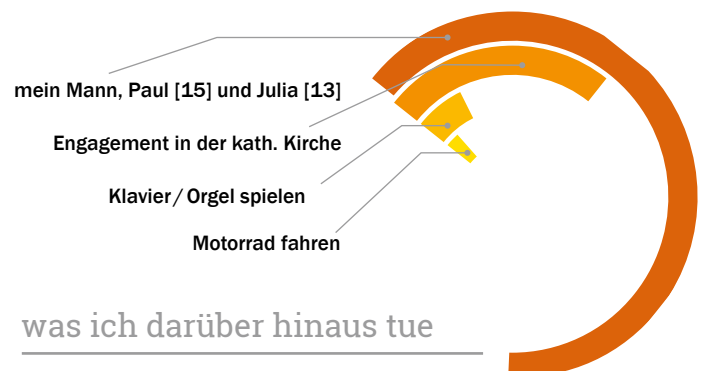 mein Mann, Paul [15] und Julia [13]
Engagement in der kath. Kirche
Klavier / Orgel spielen
Motorrad fahren
was ich darüber hinaus tue